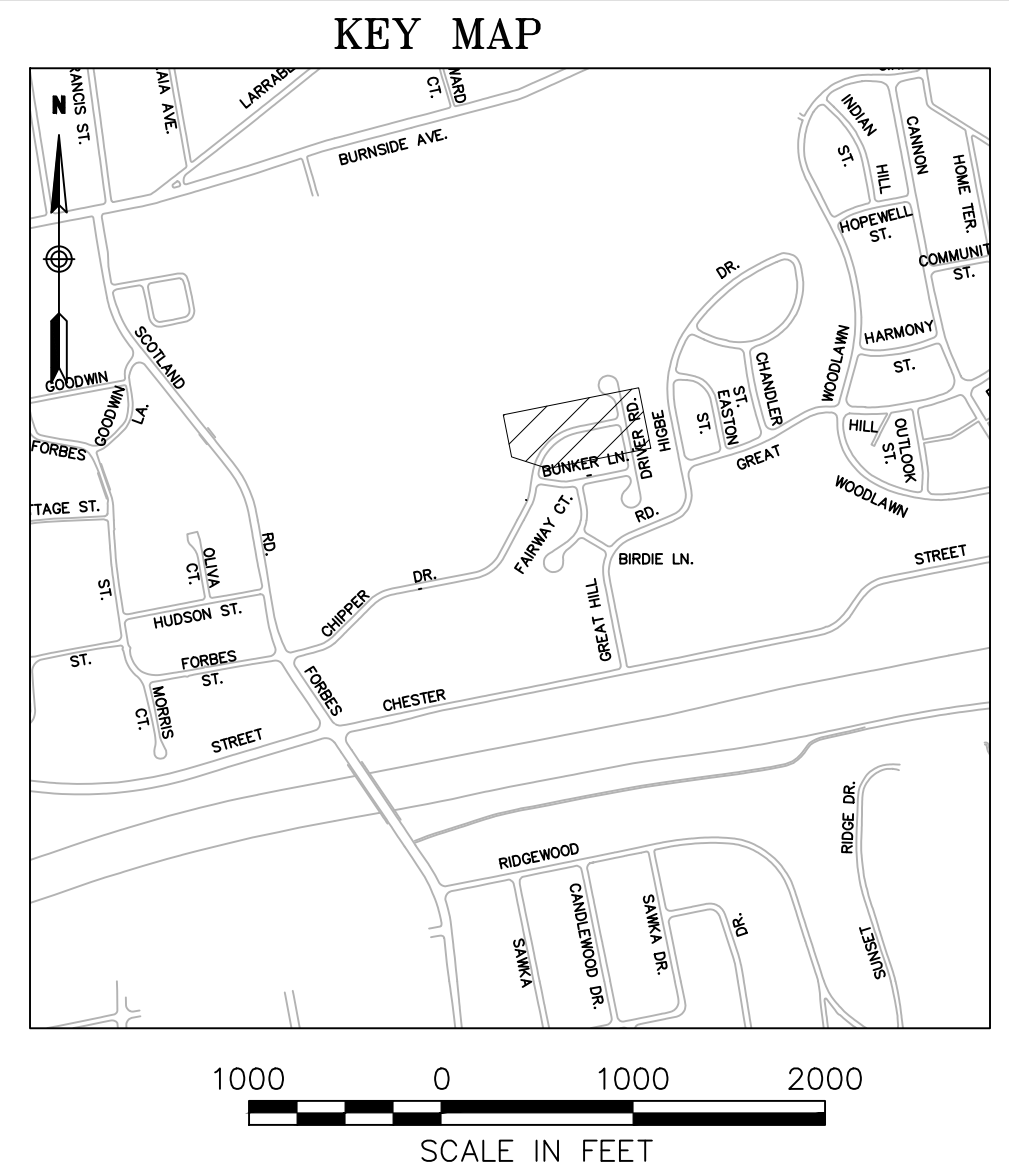 KEY MAP
N
RANCIS ST.
AIA AVE.
LARRABE
WARD
CT.
BURNSIDE AVE.
INDIAN
HILL
ST.
CANNON
HOME TER.
HOPEWELL
ST.
COMMUNIT
ST.
DR.
SCOTLAND
RD.
GOODWIN
GOODWIN
LA.
FORBES
TTAGE ST.
ST.
WOODLAWN
HARMONY
ST.
CHANDLER
ST.
EASTON
ST.
HIGBE
DRIVER RD.
BUNKER LN.
FAIRWAY CT.
GREAT
HILL
RD.
OUTLOOK
ST.
WOODLAWN
BIRDIE LN.
STREET
OLIVA
CT.
HUDSON ST.
CHIPPER
DR.
GREAT HILL
ST.
FORBES
ST.
FORBES
MORRIS
CT.
CHESTER
STREET
RIDGE DR.
RIDGEWOOD
SAWKA
CANDLEWOOD DR.
SAWKA DR.
DR.
SUNSET
1000 0 1000 2000
SCALE IN FEET